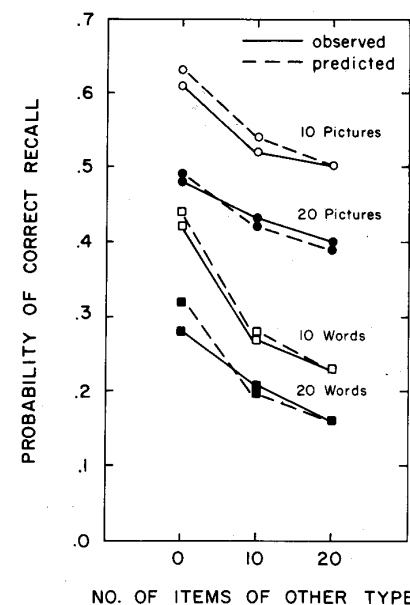 .7
observed
predicted
.6
10 Pictures
.5
20 Pictures
.4
.3
10 Words
.2
20 Words
.1
.0
0 10 20
NO. OF ITEMS OF OTHER TYPE
PROBABILITY OF CORRECT RECALL